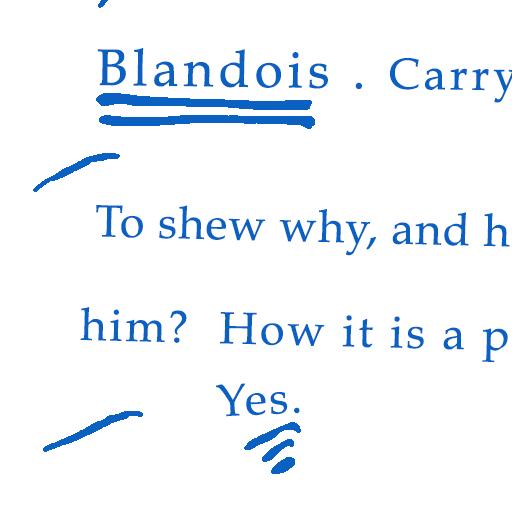 Blandois . Carry
To shew why, and h
him? How it is a p
Yes.